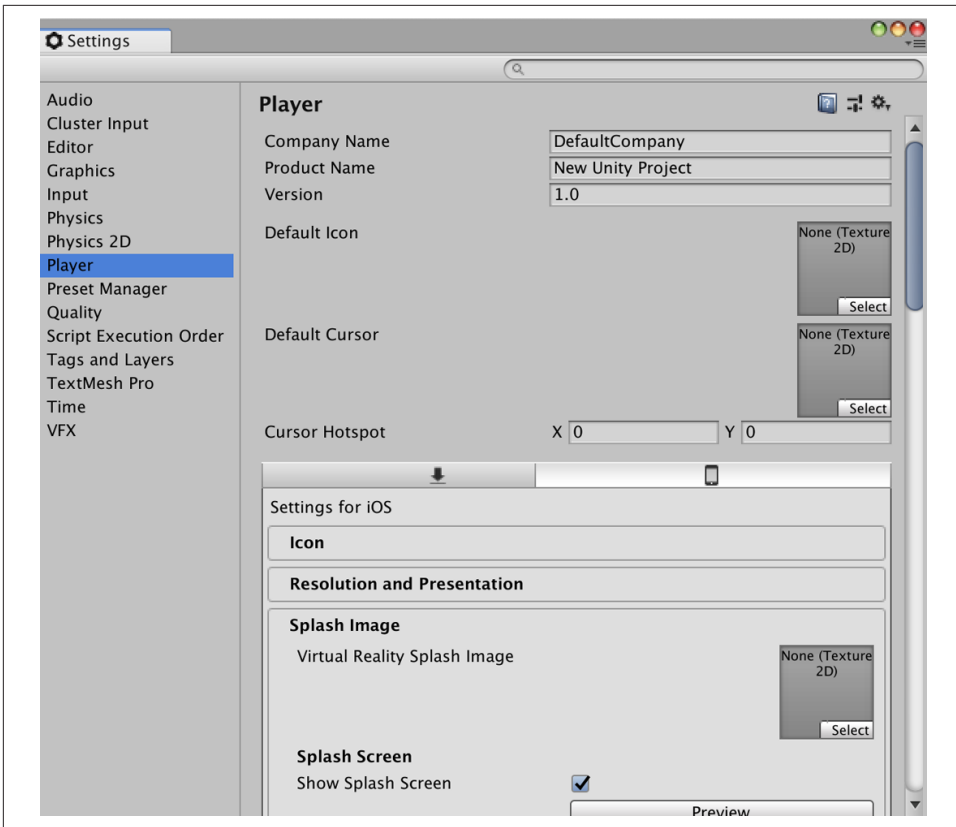 Settings
Audio
Cluster Input
Editor
Graphics
Input
Physics
Physics 2D
Player
Preset Manager
Quality
Script Execution Order
Tags and Layers
TextMesh Pro
Time
VFX
Player
Company Name DefaultCompany
Product Name New Unity Project
Version 1.0
Default Icon
None (Texture
2D)
Select
Default Cursor
None (Texture
2D)
Select
Cursor Hotspot X 0 Y 0
Settings for iOS
Icon
Resolution and Presentation
Splash Image
Virtual Reality Splash Image
None (Texture
2D)
Select
Splash Screen
Show Splash Screen
Preview